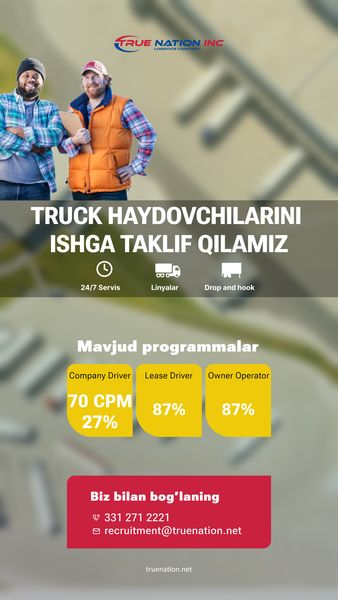 TRUE NATION INC
LOGISTICS COMPANY
TRUCK HAYDOVCHILARINI
ISHGA TAKLIF QILAMIZ
24/7 Servis
Linyalar
Drop and hook
Mavjud programmalar
Company Driver
70 CPM
27%
Lease Driver
87%
Owner Operator
87%
Biz bilan bog'laning
331 271 2221
recruitment@truenation.net
truenation.net